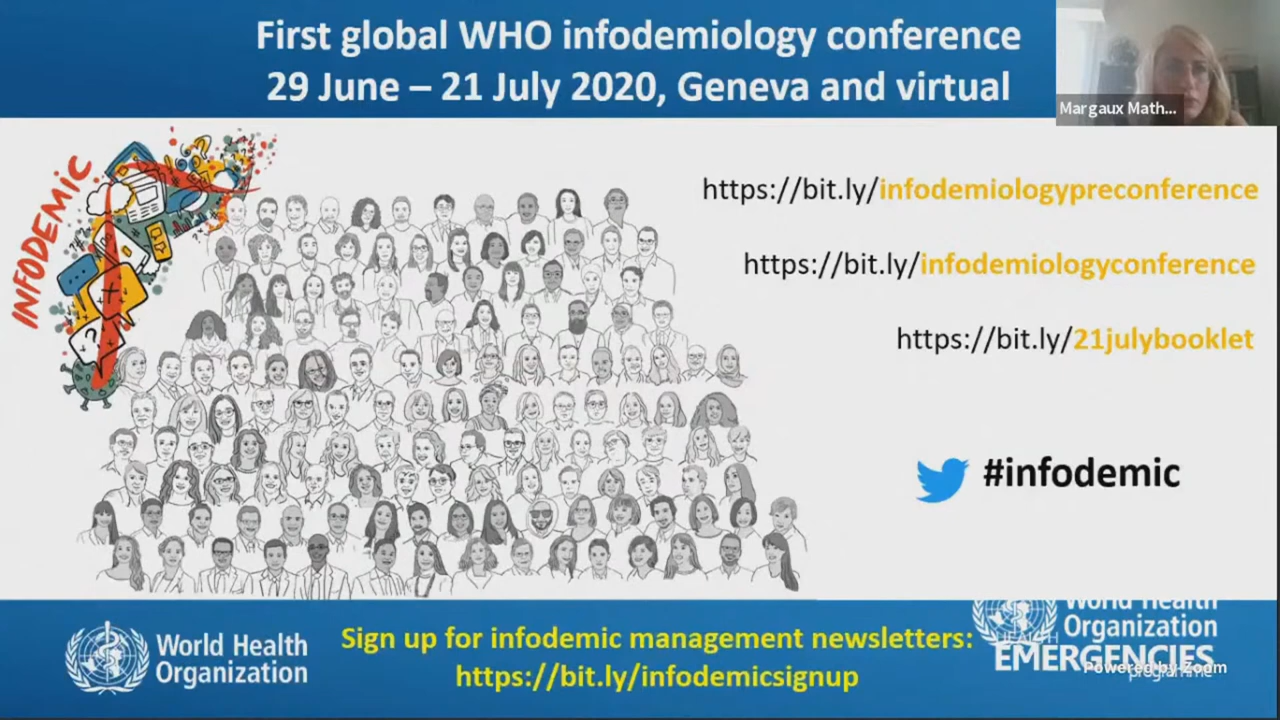 First global WHO infodemiology conference
29 June – 21 July 2020, Geneva and virtual
Margaux Math...
INFODEMIC
https://bit.ly/infodemiologypreconference
https://bit.ly/infodemiologyconference
https://bit.ly/21julybooklet
#infodemic
World Health
Organization
Sign up for infodemic management newsletters:
https://bit.ly/infodemicsignup
World Health
Organization
HEALTH
EMERGENCIES
programme
Powered by Zoom